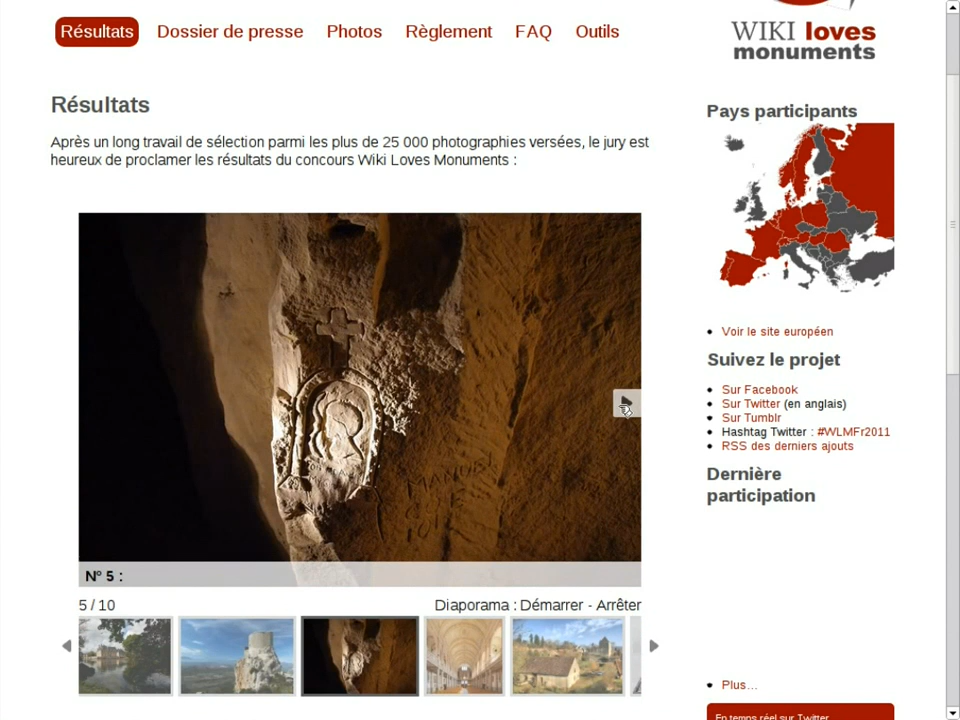 Résultats Dossier de presse Photos Règlement FAQ Outils
WIKI loves
monuments
Résultats
Après un long travail de sélection parmi les plus de 25 000 photographies versées, le jury est
heureux de proclamer les résultats du concours Wiki Loves Monuments :
N° 5 :
5 / 10
Diaporama : Démarrer - Arrêter
Pays participants
Voir le site européen
Suivez le projet
Sur Facebook
Sur Twitter (en anglais)
Sur Tumblr
Hashtag Twitter : #WLMFr2011
RSS des derniers ajouts
Dernière
participation
Plus...
En temps réel sur Twitter